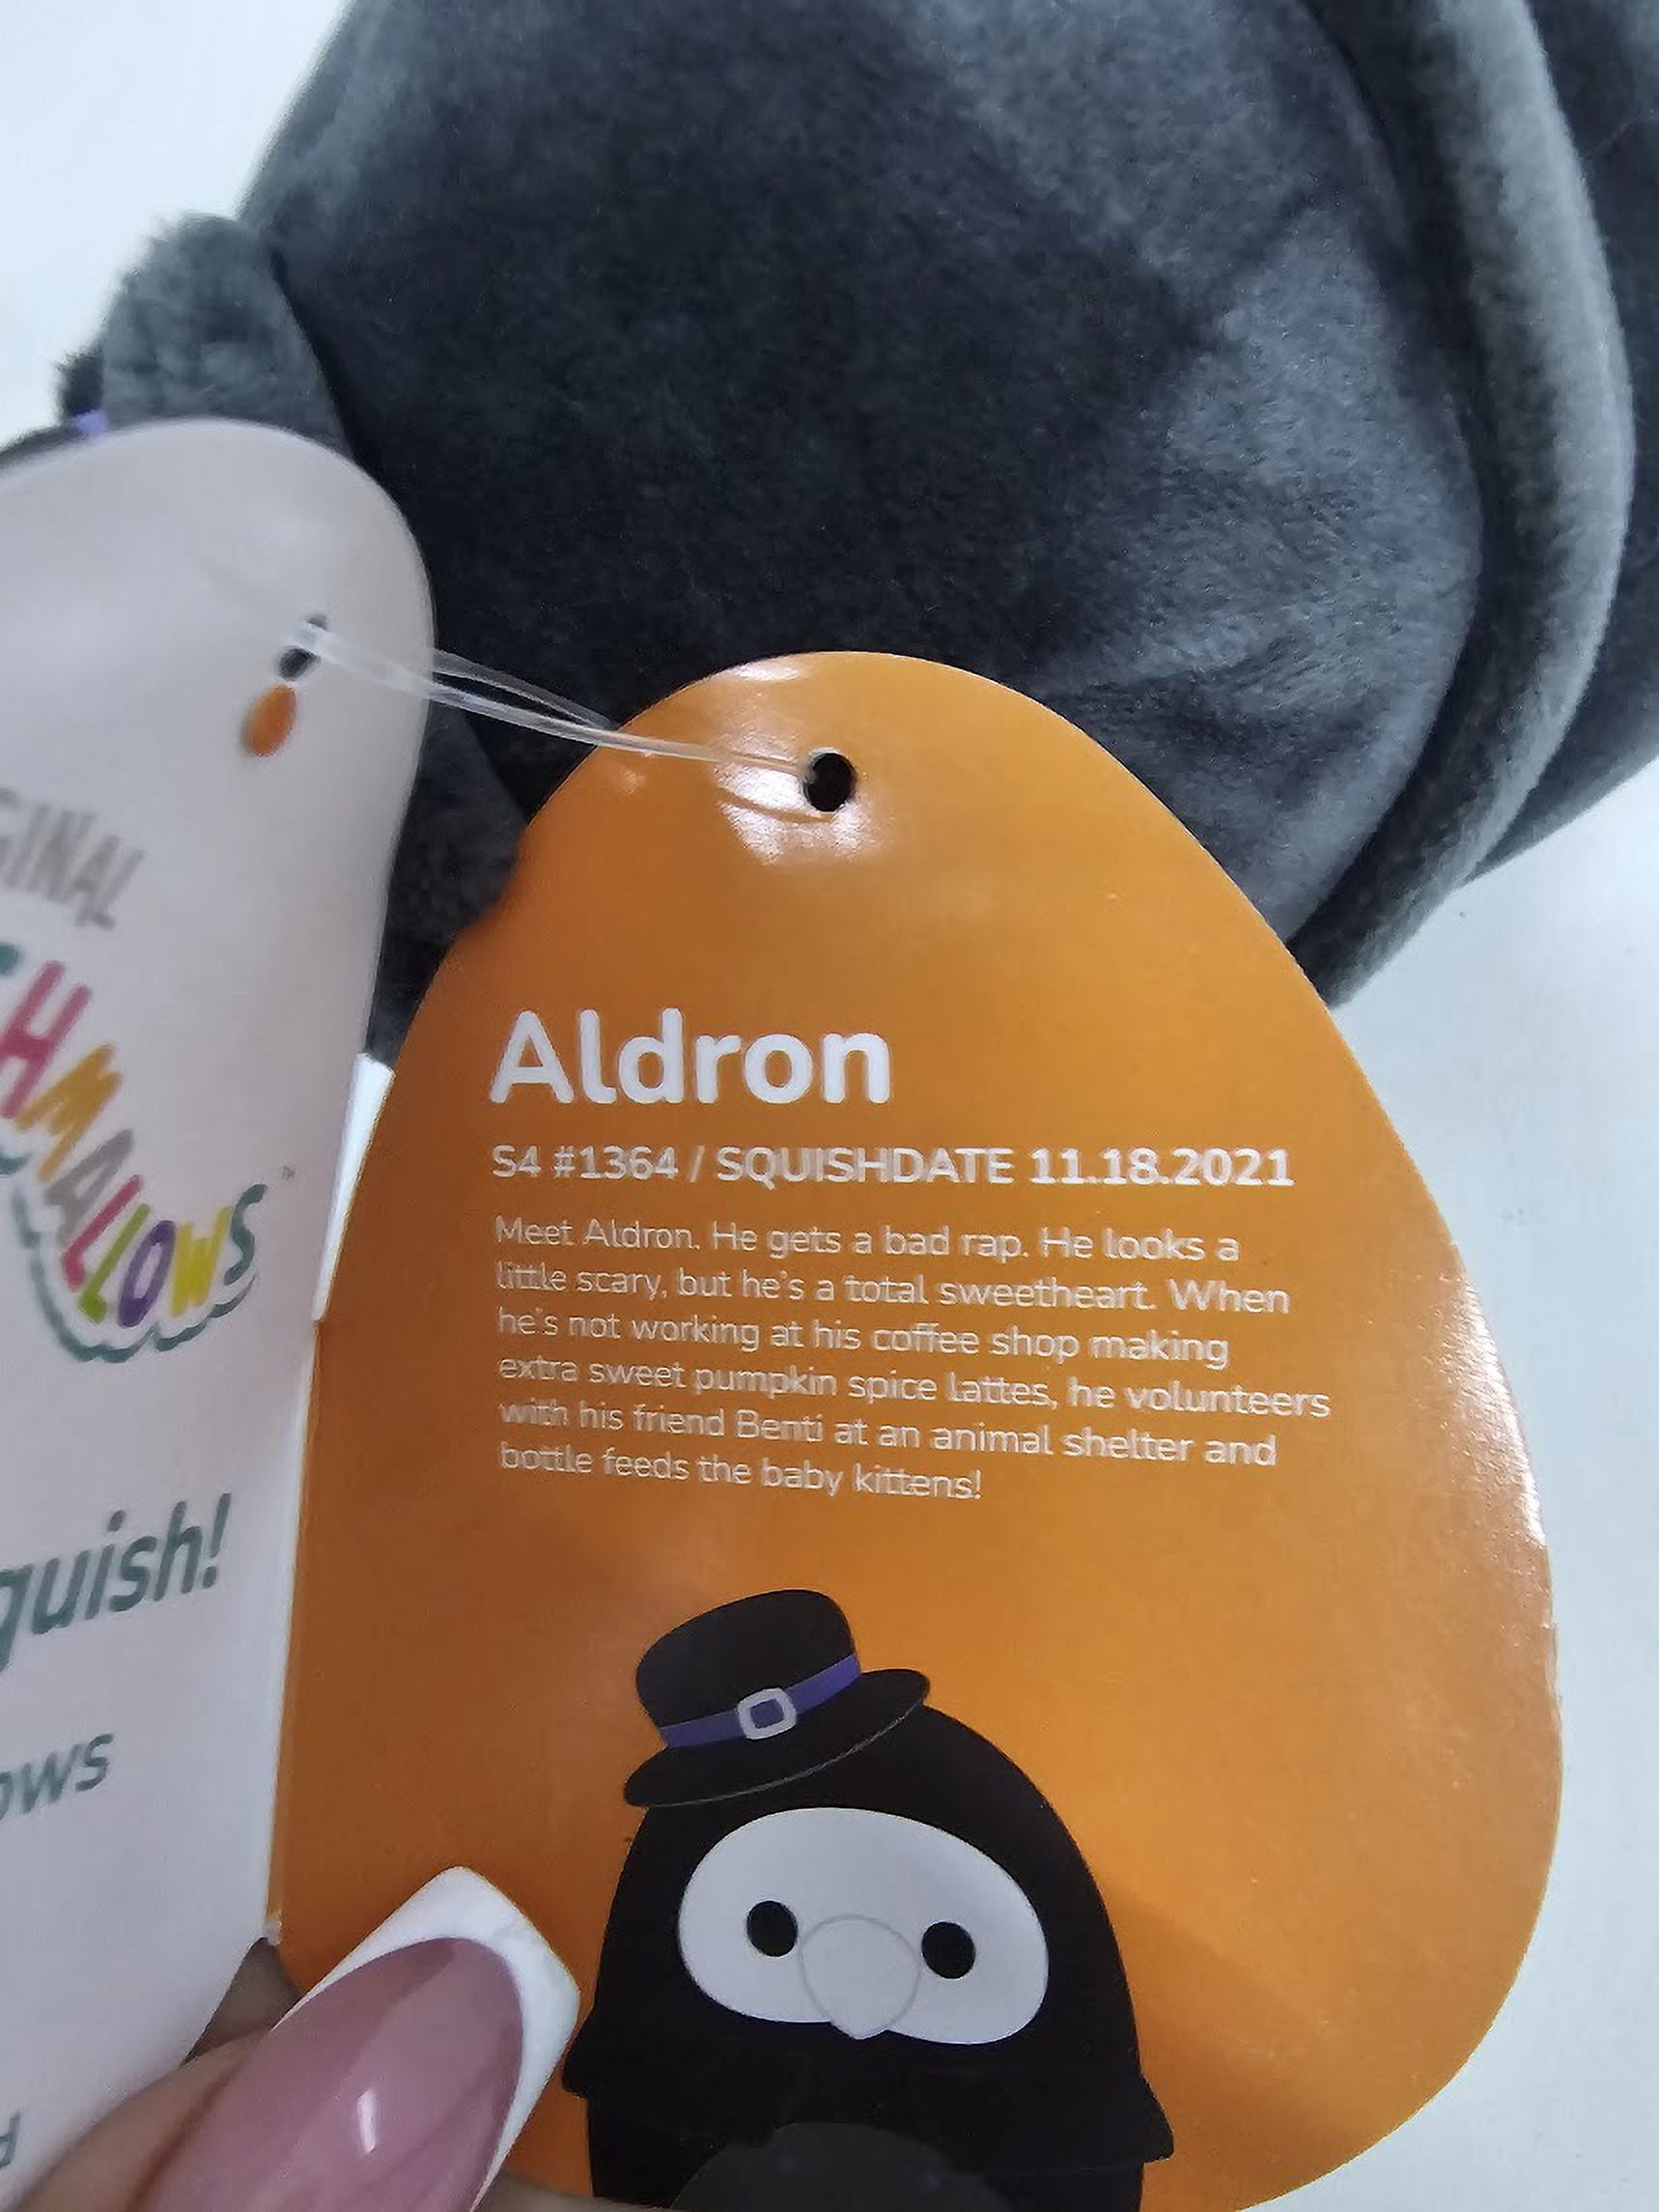 Aldron
S4 #1364 / SQUISHDATE 11.18.2021
Meet Aldron. He gets a bad rap. He looks a
little scary, but he's a total sweetheart. When
he's not working at his coffee shop making
extra sweet pumpkin spice lattes, he volunteers
with his friend Benti at an animal shelter and
bottle feeds the baby kittens!
GINAL
HMALLOWS™
quish!
ows